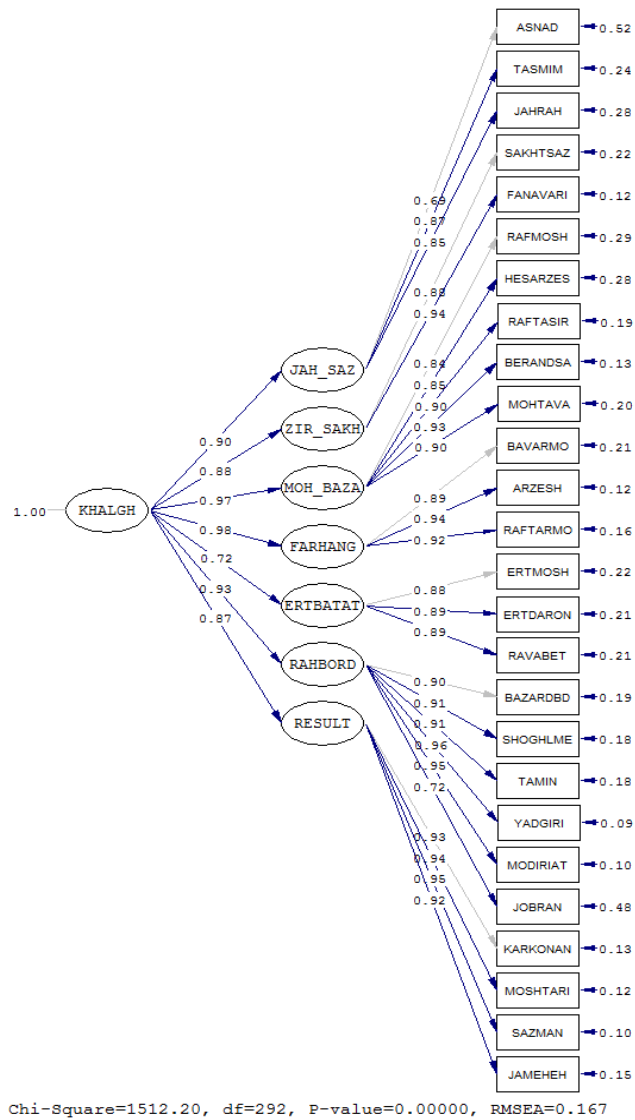 ASNAD 0.52
TASMIM 0.24
JAHRAH 0.28
SAKHTSAZ 0.22
FANAVARI 0.12
RAFMOSH 0.29
HESARZES 0.28
RAFTASIR 0.19
BERANDSA 0.13
MOHTAVA 0.20
BAVARMO 0.21
ARZESH 0.12
RAFTARMO 0.16
ERTMOSH 0.22
ERTDARON 0.21
RAVABET 0.21
BAZARDBD 0.19
SHOGHLME 0.18
TAMIN 0.18
YADGIRI 0.09
MODIRIAT 0.10
JOBRAN 0.48
KARKONAN 0.13
MOSHTARI 0.12
SAZMAN 0.10
JAMEHEH 0.15
0.69
0.87
0.85
0.88
0.94
0.84
0.85
0.90
0.93
0.90
0.89
0.94
0.92
0.88
0.89
0.89
0.90
0.91
0.91
0.96
0.95
0.72
0.93
0.94
0.95
0.92
JAH_SAZ
ZIR_SAKH
MOH_BAZA
FARHANG
ERTBATAT
RAHBORD
RESULT
0.90
0.88
0.97
0.98
0.72
0.93
0.87
1.00 KHALGH
Chi-Square=1512.20, df=292, P-value=0.00000, RMSEA=0.167